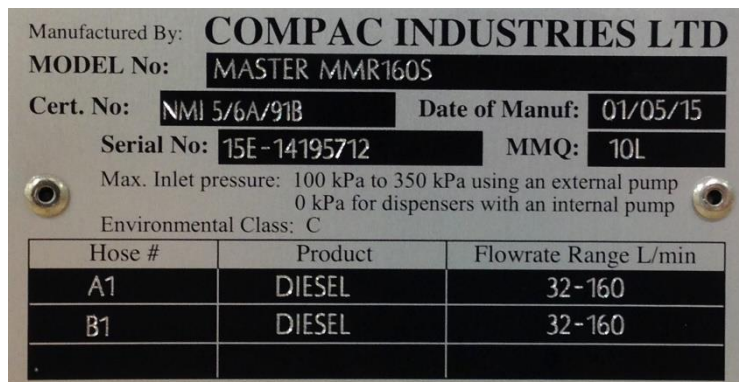 Manufactured By: COMPAC INDUSTRIES LTD
MODEL No: MASTER MMR160S
Cert. No: NMI 5/6A/91B Date of Manuf: 01/05/15
Serial No: 15E-14195712 MMQ: 10L
Max. Inlet pressure: 100 kPa to 350 kPa using an external pump
0 kPa for dispensers with an internal pump
Environmental Class: C
Hose # Product Flowrate Range L/min
A1 DIESEL 32-160
B1 DIESEL 32-160